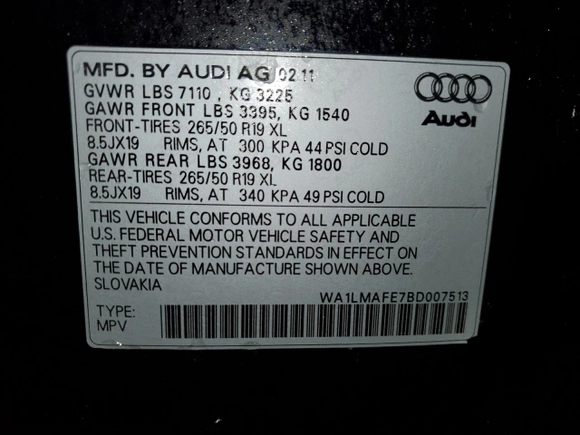 MFD. BY AUDI AG 02 11
GVWR LBS 7110 , KG 3225
GAWR FRONT LBS 3395, KG 1540
FRONT-TIRES 265/50 R19 XL
8.5JX19 RIMS, AT 300 KPA 44 PSI COLD
GAWR REAR LBS 3968, KG 1800
REAR-TIRES 265/50 R19 XL
8.5JX19 RIMS, AT 340 KPA 49 PSI COLD
Audi
THIS VEHICLE CONFORMS TO ALL APPLICABLE
U.S. FEDERAL MOTOR VEHICLE SAFETY AND
THEFT PREVENTION STANDARDS IN EFFECT ON
THE DATE OF MANUFACTURE SHOWN ABOVE.
SLOVAKIA
WA1LMAFE7BD007513
TYPE:
MPV